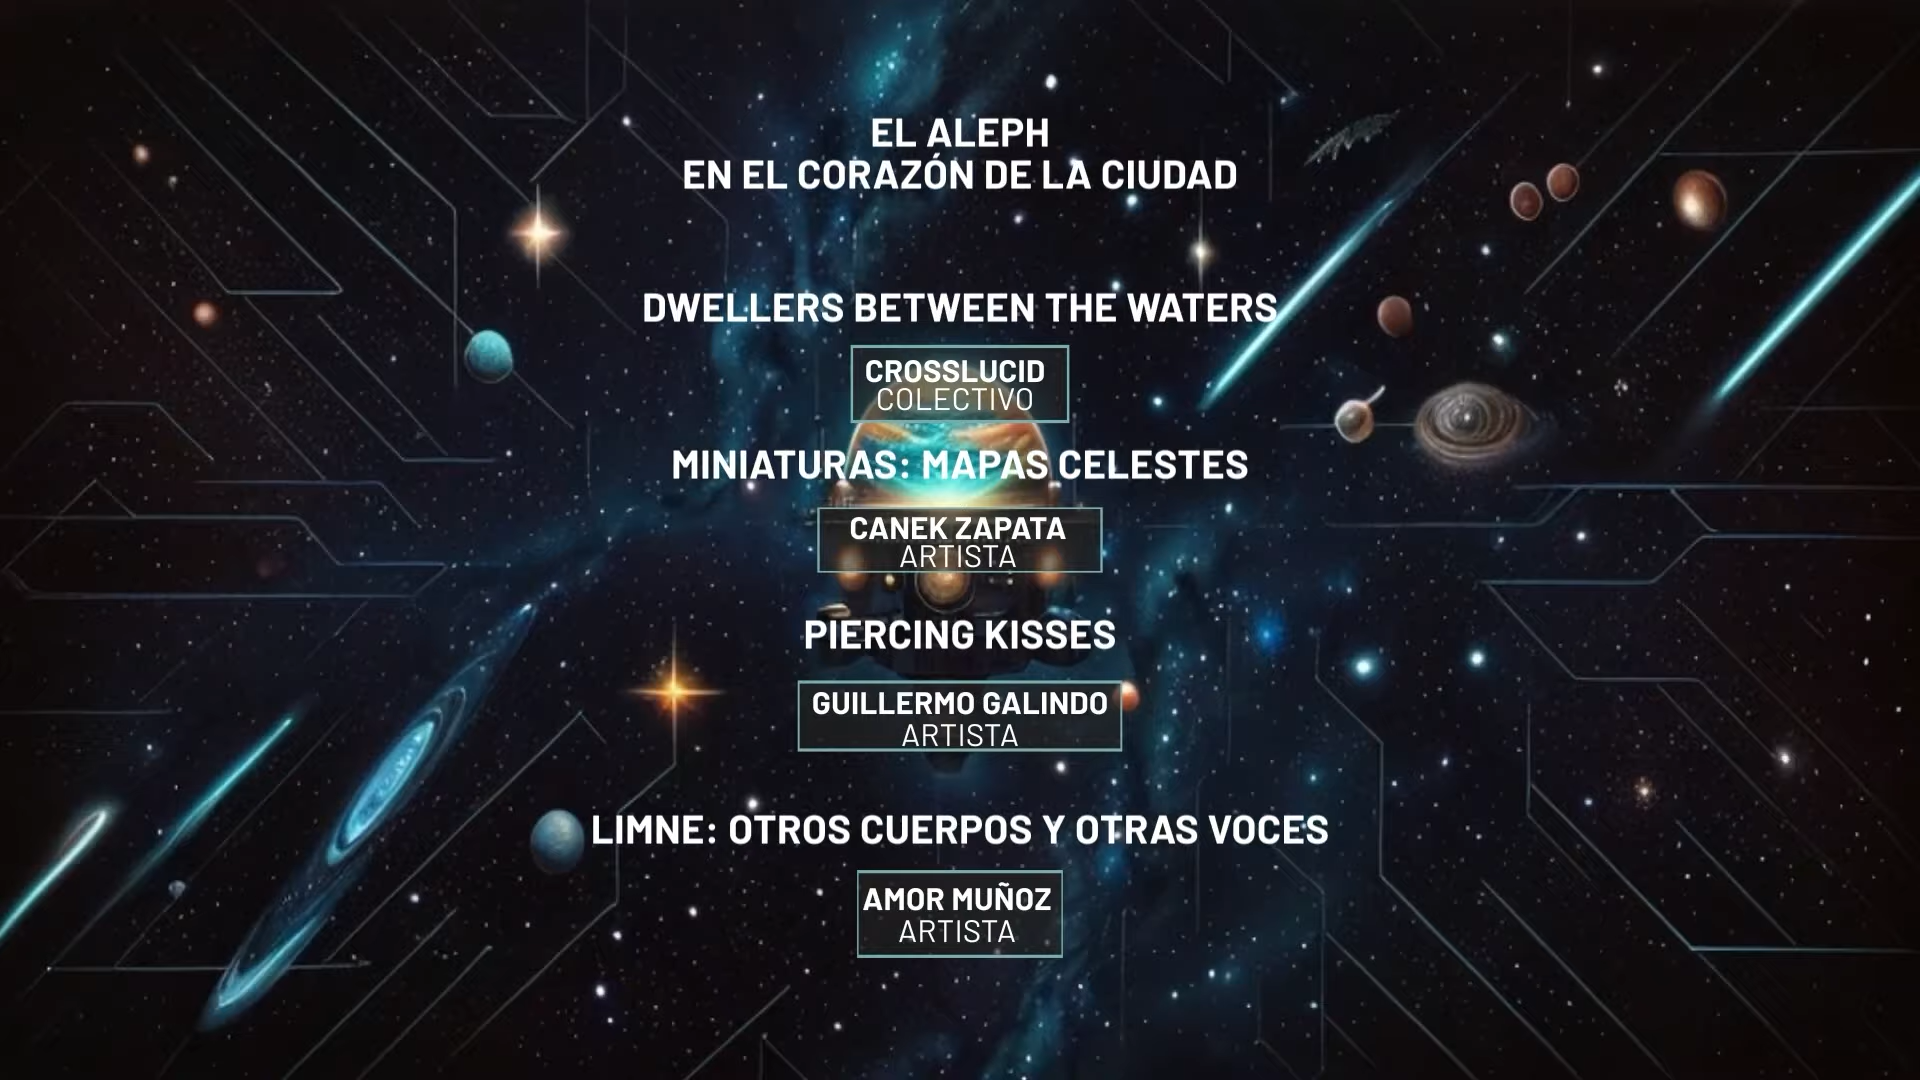 EL ALEPH
EN EL CORAZÓN DE LA CIUDAD
DWELLERS BETWEEN THE WATERS
CROSSLUCID
COLECTIVO
MINIATURAS: MAPAS CELESTES
CANEK ZAPATA
ARTISTA
PIERCING KISSES
GUILLERMO GALINDO
ARTISTA
LIMNE: OTROS CUERPOS Y OTRAS VOCES
AMOR MUÑOZ
ARTISTA